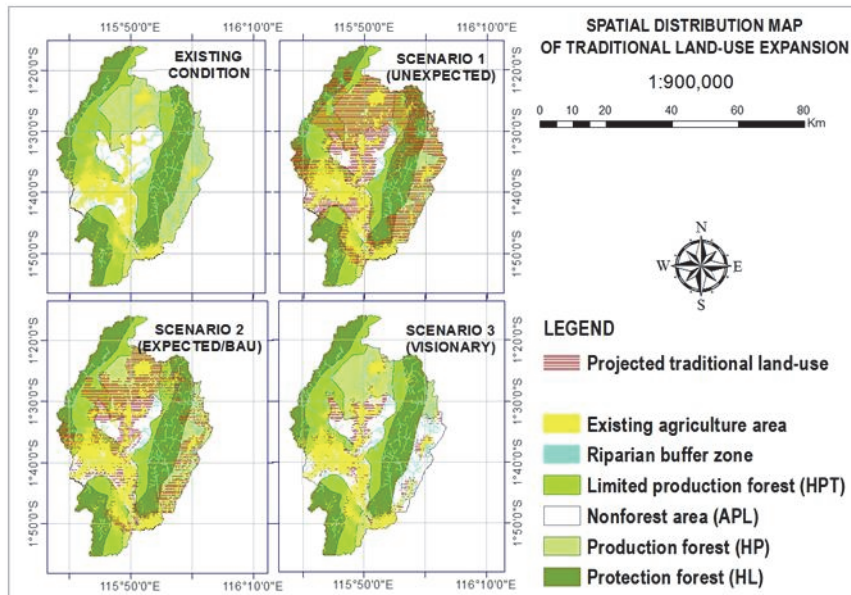 115°50'0"E 116°10'0"E 115°50'0"E 116°10'0"E
SPATIAL DISTRIBUTION MAP
OF TRADITIONAL LAND-USE EXPANSION
1:900,000
0 10 20 40 60 80
Km
EXISTING
CONDITION
SCENARIO 1
(UNEXPECTED)
1°20'0"S
1°30'0"S
1°40'0"S
1°50'0"S
1°20'0"S
1°30'0"S
1°40'0"S
1°50'0"S
N
W E
S
SCENARIO 2
(EXPECTED/BAU)
SCENARIO 3
(VISIONARY)
1°20'0"S
1°30'0"S
1°40'0"S
1°50'0"S
1°20'0"S
1°30'0"S
1°40'0"S
1°50'0"S
115°50'0"E 116°10'0"E 115°50'0"E 116°10'0"E
LEGEND
Projected traditional land-use
Existing agriculture area
Riparian buffer zone
Limited production forest (HPT)
Nonforest area (APL)
Production forest (HP)
Protection forest (HL)